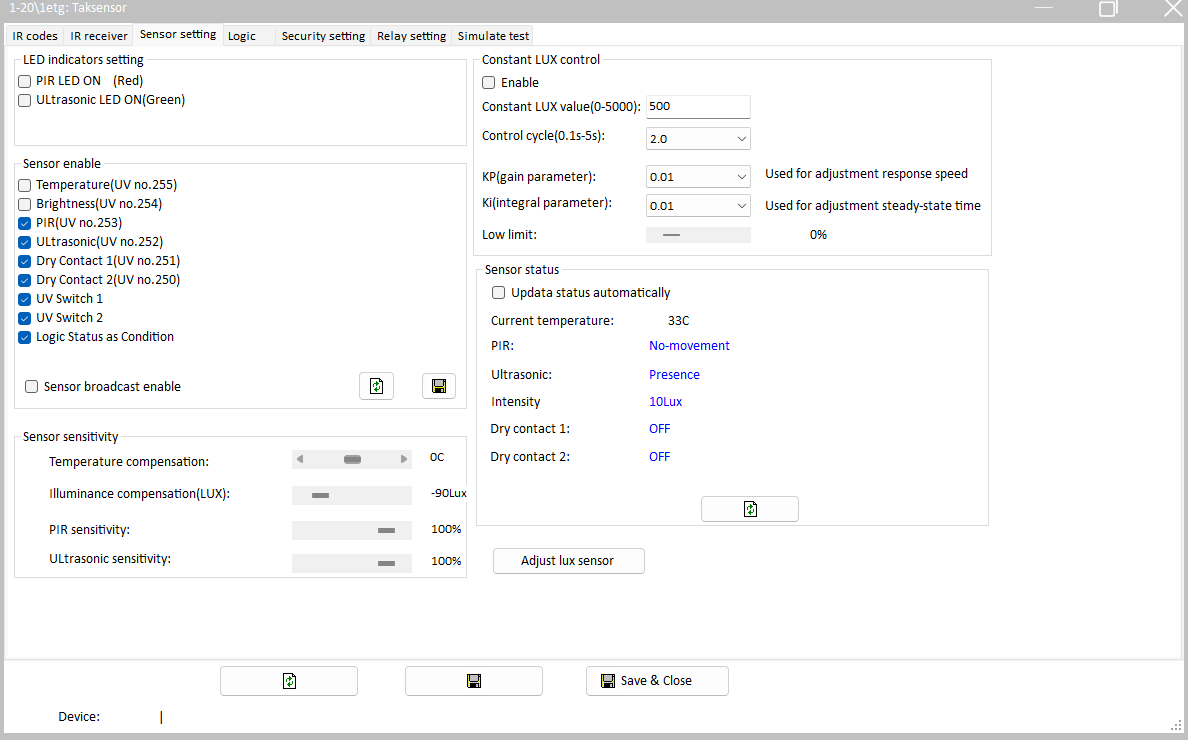 1-20\1etg: Taksensor
IR codes IR receiver Sensor setting Logic Security setting Relay setting Simulate test
LED indicators setting
PIR LED ON (Red)
ULtrasonic LED ON(Green)
Sensor enable
Temperature(UV no.255)
Brightness(UV no.254)
PIR(UV no.253)
ULtrasonic(UV no.252)
Dry Contact 1(UV no.251)
Dry Contact 2(UV no.250)
UV Switch 1
UV Switch 2
Logic Status as Condition
Sensor broadcast enable
Sensor sensitivity
Temperature compensation: 0C
Illuminance compensation(LUX): -90Lux
PIR sensitivity: 100%
ULtrasonic sensitivity: 100%
Constant LUX control
Enable
Constant LUX value(0-5000): 500
Control cycle(0.1s-5s): 2.0
KP(gain parameter): 0.01 Used for adjustment response speed
Ki(integral parameter): 0.01 Used for adjustment steady-state time
Low limit: 0%
Sensor status
Updata status automatically
Current temperature: 33C
PIR: No-movement
Ultrasonic: Presence
Intensity 10Lux
Dry contact 1: OFF
Dry contact 2: OFF
Adjust lux sensor
Save & Close
Device: |